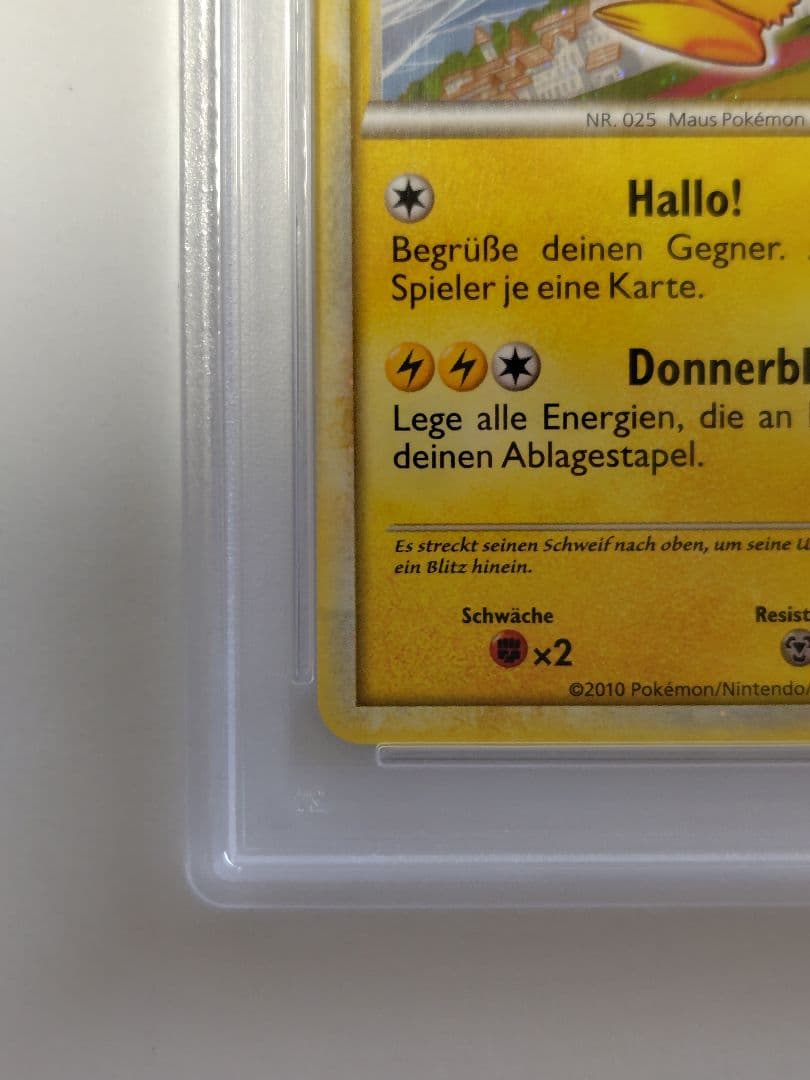 NR. 025 Maus Pokémon
Hallo!
Begrüße deinen Gegner.
Spieler je eine Karte.
Donnerbl
Lege alle Energien, die an
deinen Ablagestapel.
Es streckt seinen Schweif nach oben, um seine U
ein Blitz hinein.
Schwäche
Resist
x2
©2010 Pokémon/Nintendo/